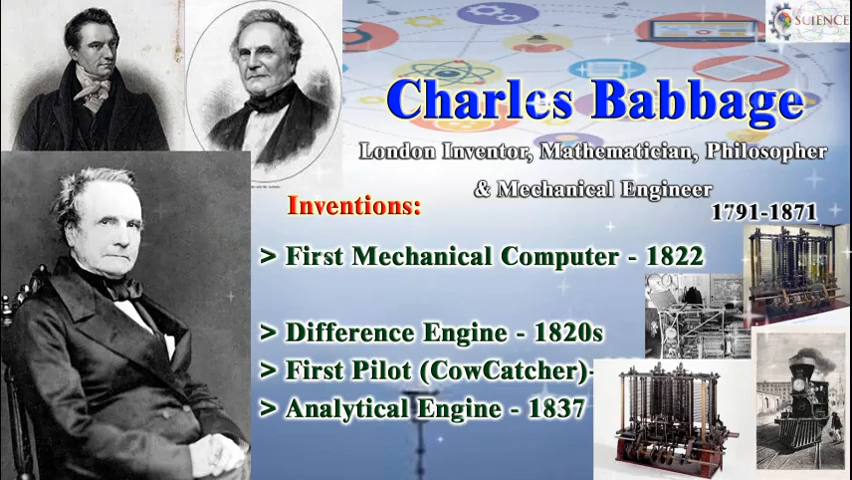 SCIENCE
Charles Babbage
London Inventor, Mathematician, Philosopher
& Mechanical Engineer
1791-1871
Inventions:
> First Mechanical Computer - 1822
> Difference Engine - 1820s
> First Pilot (CowCatcher)-
> Analytical Engine - 1837